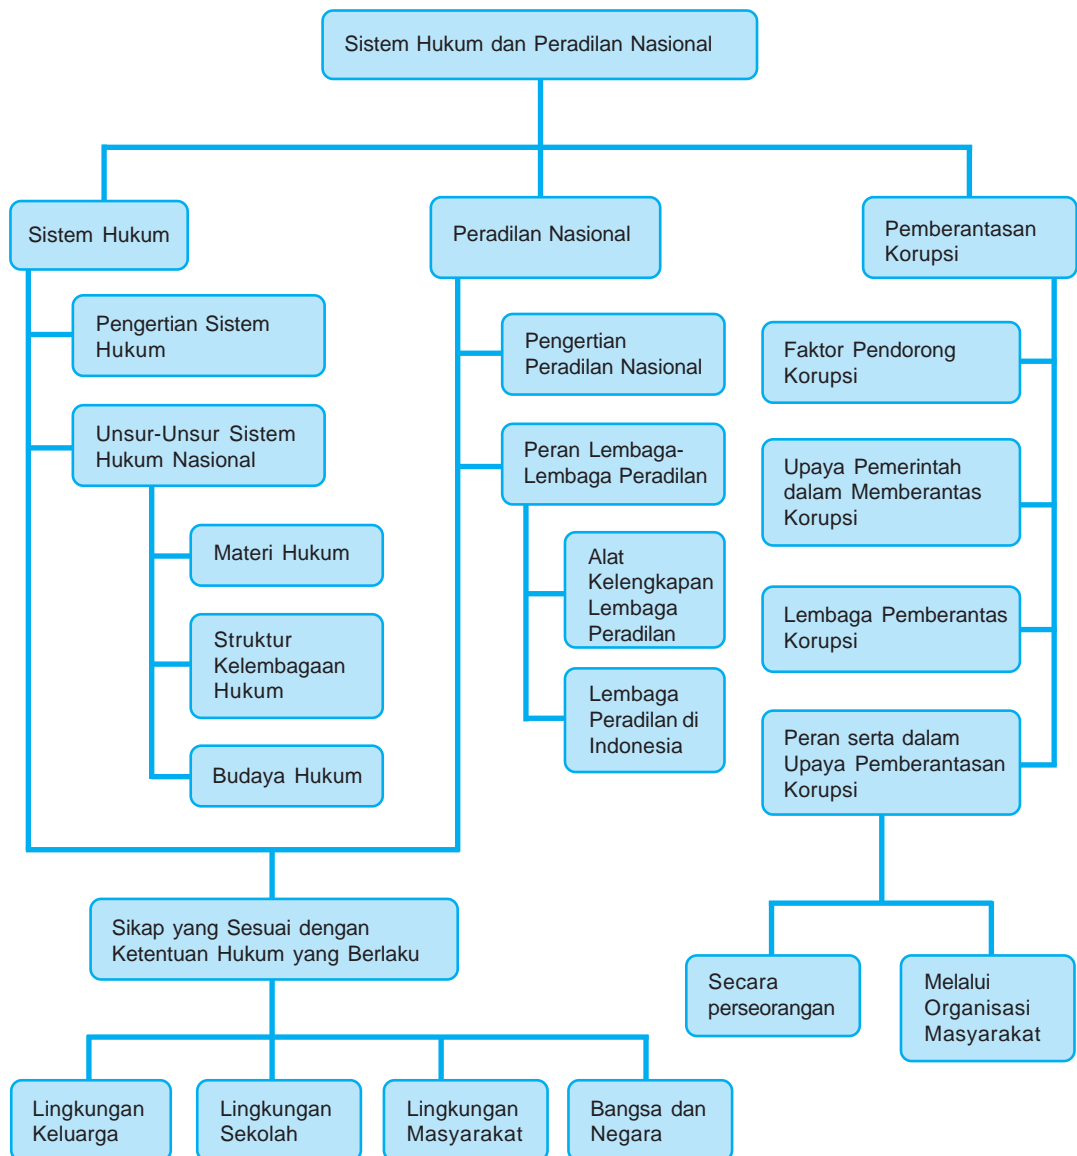 Sistem Hukum dan Peradilan Nasional
Sistem Hukum
Peradilan Nasional
Pemberantasan
Korupsi
Pengertian Sistem
Hukum
Unsur-Unsur Sistem
Hukum Nasional
Materi Hukum
Struktur
Kelembagaan
Hukum
Budaya Hukum
Pengertian
Peradilan Nasional
Peran Lembaga-
Lembaga Peradilan
Alat
Kelengkapan
Lembaga
Peradilan
Lembaga
Peradilan di
Indonesia
Faktor Pendorong
Korupsi
Upaya Pemerintah
dalam Memberantas
Korupsi
Lembaga Pemberantas
Korupsi
Peran serta dalam
Upaya Pemberantasan
Korupsi
Sikap yang Sesuai dengan
Ketentuan Hukum yang Berlaku
Secara
perseorangan
Melalui
Organisasi
Masyarakat
Lingkungan
Keluarga
Lingkungan
Sekolah
Lingkungan
Masyarakat
Bangsa dan
Negara